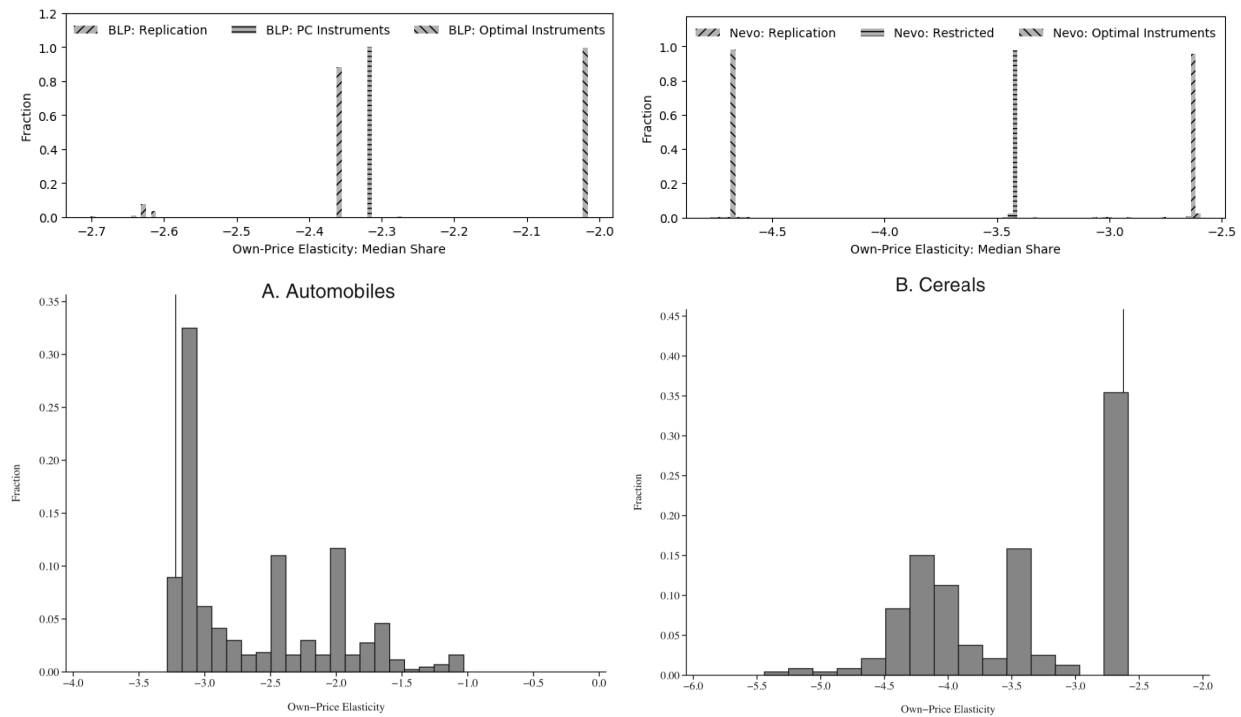 BLP: Replication BLP: PC Instruments BLP: Optimal Instruments
1.2
1.0
0.8
0.6
0.4
0.2
0.0
Fraction
−2.7 −2.6 −2.5 −2.4 −2.3 −2.2 −2.1 −2.0
Own-Price Elasticity: Median Share
Nevo: Replication Nevo: Restricted Nevo: Optimal Instruments
1.0
0.8
0.6
0.4
0.2
0.0
Fraction
−4.5 −4.0 −3.5 −3.0 −2.5
Own-Price Elasticity: Median Share
A. Automobiles
0.35
0.30
0.25
0.20
0.15
0.10
0.05
0.00
Fraction
−4.0 −3.5 −3.0 −2.5 −2.0 −1.5 −1.0 −0.5 0.0
Own−Price Elasticity
B. Cereals
0.45
0.40
0.35
0.30
0.25
0.20
0.15
0.10
0.05
0.00
Fraction
−6.0 −5.5 −5.0 −4.5 −4.0 −3.5 −3.0 −2.5 −2.0
Own−Price Elasticity